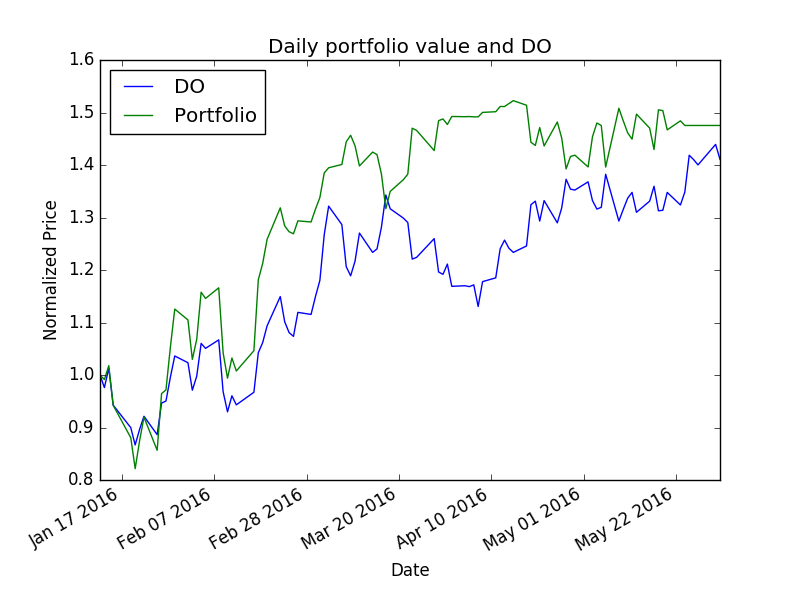 Daily portfolio value and DO
DO
Portfolio
1.6
1.5
1.4
1.3
1.2
1.1
1.0
0.9
0.8
Normalized Price
Jan 17 2016
Feb 07 2016
Feb 28 2016
Mar 20 2016
Apr 10 2016
May 01 2016
May 22 2016
Date